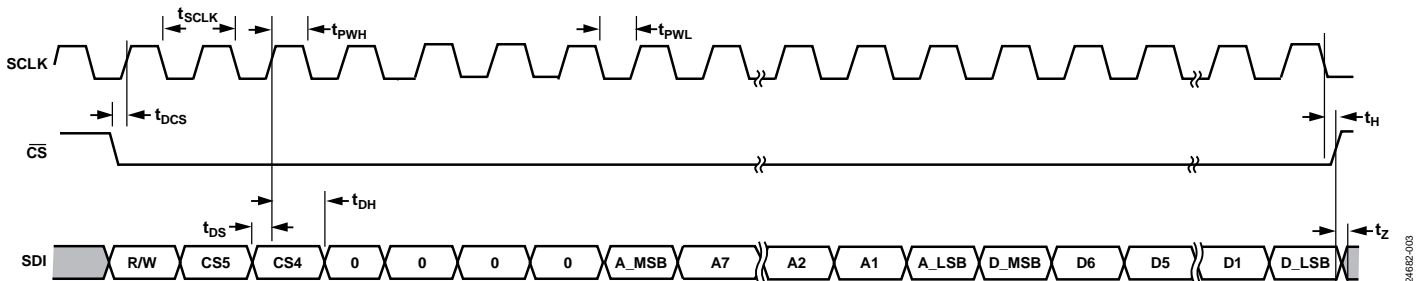 tSCLK
tPWH
tPWL
SCLK
tDCS
tH
CS
tDH
tDS
tZ
SDI R/W CS5 CS4 0 0 0 0 A_MSB A7 A2 A1 A_LSB D_MSB D6 D5 D1 D_LSB
24682-003